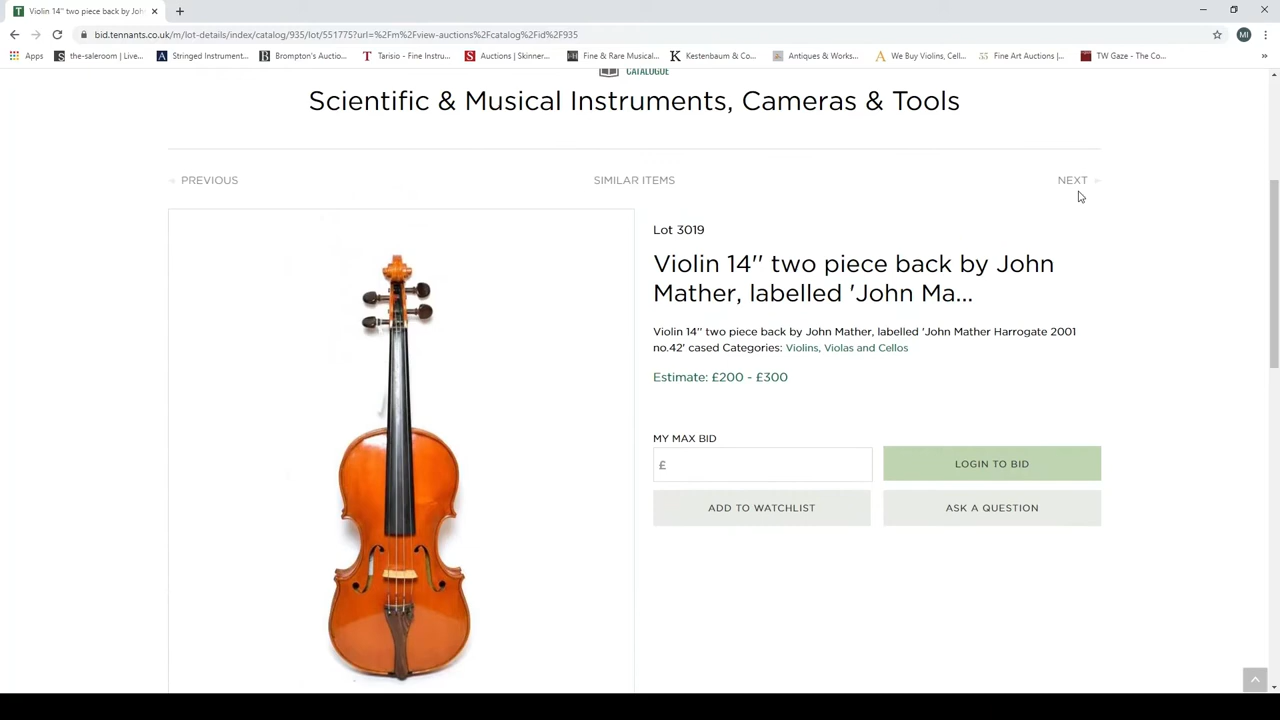 Violin 14" two piece back by Joh
bid.tennants.co.uk/m/lot-details/index/catalog/935/lot/551775?url=%2Fm%2Fview-auctions%2Fcatalog%2Fid%2F935
MI
Apps
the-saleroom | Live...
Stringed Instrument...
Brompton's Auctio...
Tarisio - Fine Instru...
Auctions | Skinner...
Fine & Rare Musical...
Kestenbaum & Co...
Antiques & Works...
We Buy Violins, Cell...
Fine Art Auctions |...
TW Gaze - The Co...
»
CATALOGUE
Scientific & Musical Instruments, Cameras & Tools
PREVIOUS
SIMILAR ITEMS
NEXT
Lot 3019
Violin 14'' two piece back by John
Mather, labelled 'John Ma...
Violin 14'' two piece back by John Mather, labelled 'John Mather Harrogate 2001
no.42' cased Categories: Violins, Violas and Cellos
Estimate: £200 - £300
MY MAX BID
£
LOGIN TO BID
ADD TO WATCHLIST
ASK A QUESTION